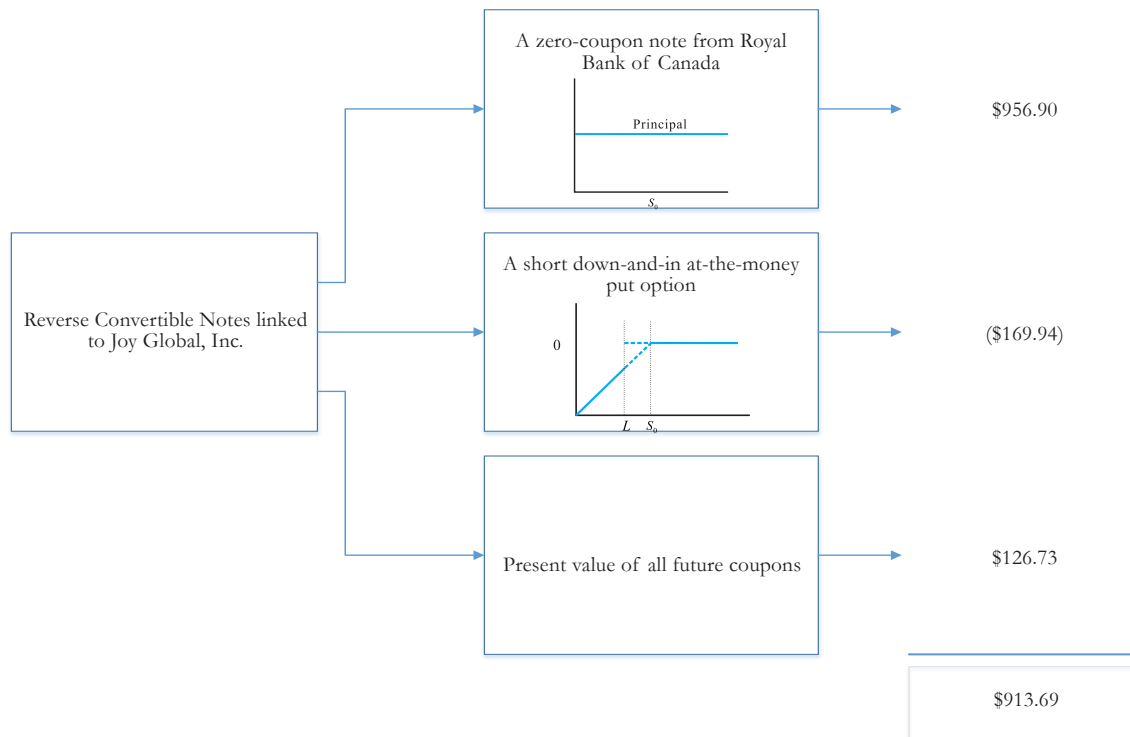 A zero-coupon note from Royal
Bank of Canada
Principal
S₀
$956.90
Reverse Convertible Notes linked
to Joy Global, Inc.
A short down-and-in at-the-money
put option
0
L S₀
($169.94)
Present value of all future coupons
$126.73
$913.69